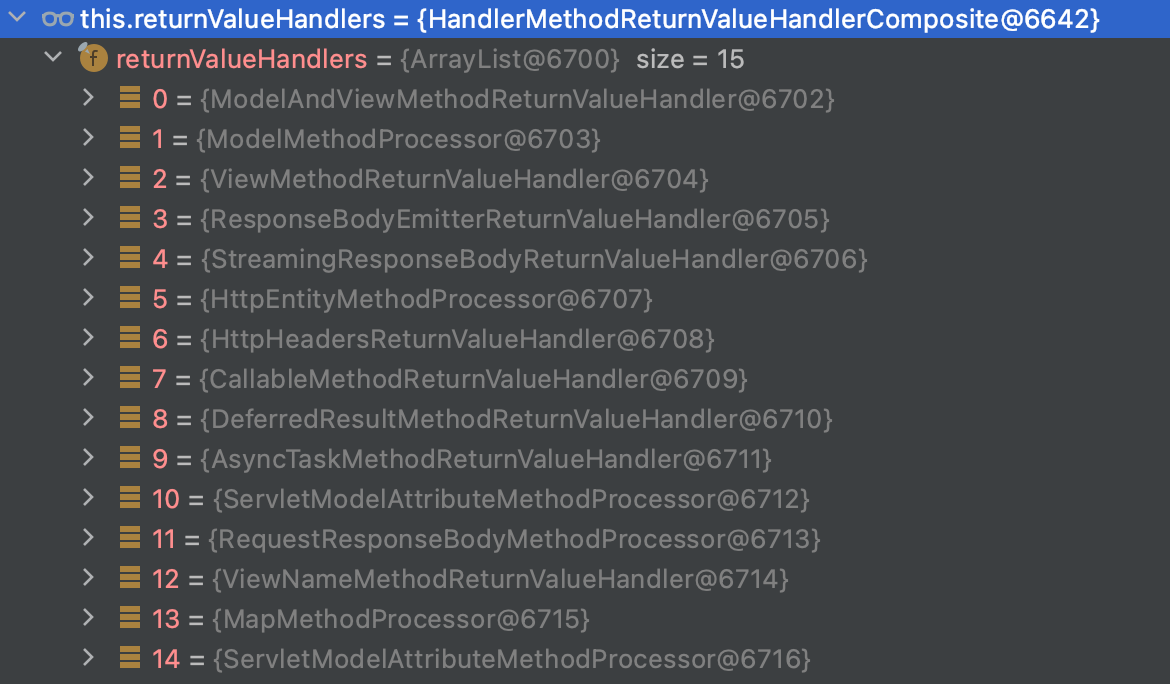 this.returnValueHandlers = {HandlerMethodReturnValueHandlerComposite@6642}
f returnValueHandlers = {ArrayList@6700} size = 15
0 = {ModelAndViewMethodReturnValueHandler@6702}
1 = {ModelMethodProcessor@6703}
2 = {ViewMethodReturnValueHandler@6704}
3 = {ResponseBodyEmitterReturnValueHandler@6705}
4 = {StreamingResponseBodyReturnValueHandler@6706}
5 = {HttpEntityMethodProcessor@6707}
6 = {HttpHeadersReturnValueHandler@6708}
7 = {CallableMethodReturnValueHandler@6709}
8 = {DeferredResultMethodReturnValueHandler@6710}
9 = {AsyncTaskMethodReturnValueHandler@6711}
10 = {ServletModelAttributeMethodProcessor@6712}
11 = {RequestResponseBodyMethodProcessor@6713}
12 = {ViewNameMethodReturnValueHandler@6714}
13 = {MapMethodProcessor@6715}
14 = {ServletModelAttributeMethodProcessor@6716}